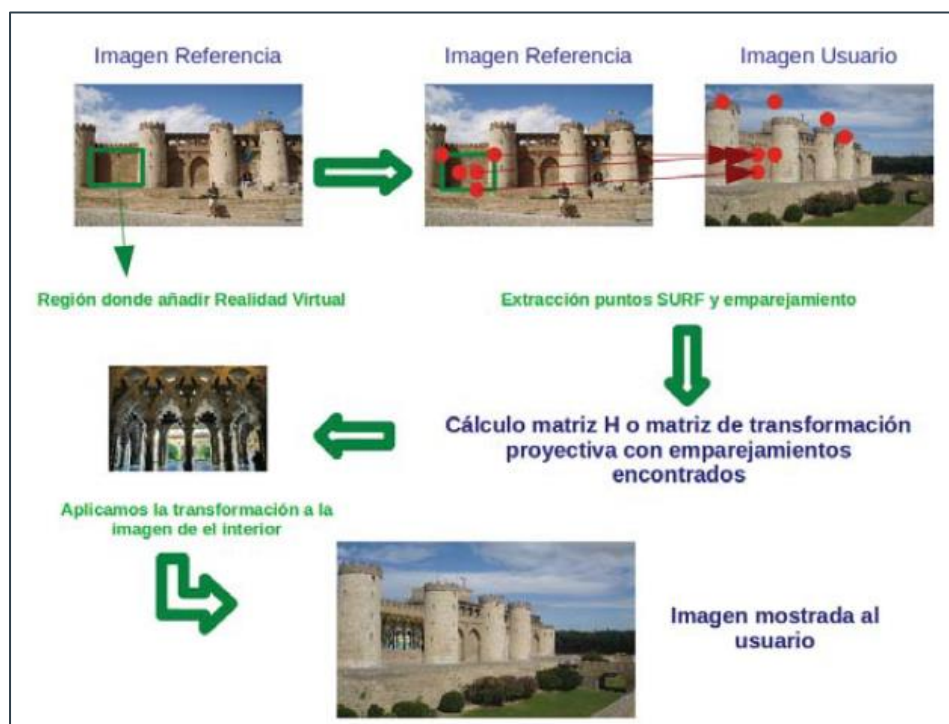 Imagen Referencia
Imagen Referencia
Imagen Usuario
Región donde añadir Realidad Virtual
Extracción puntos SURF y emparejamiento
Cálculo matriz H o matriz de transformación
proyectiva con emparejamientos
encontrados
Aplicamos la transformación a la
imagen de el interior
Imagen mostrada al
usuario